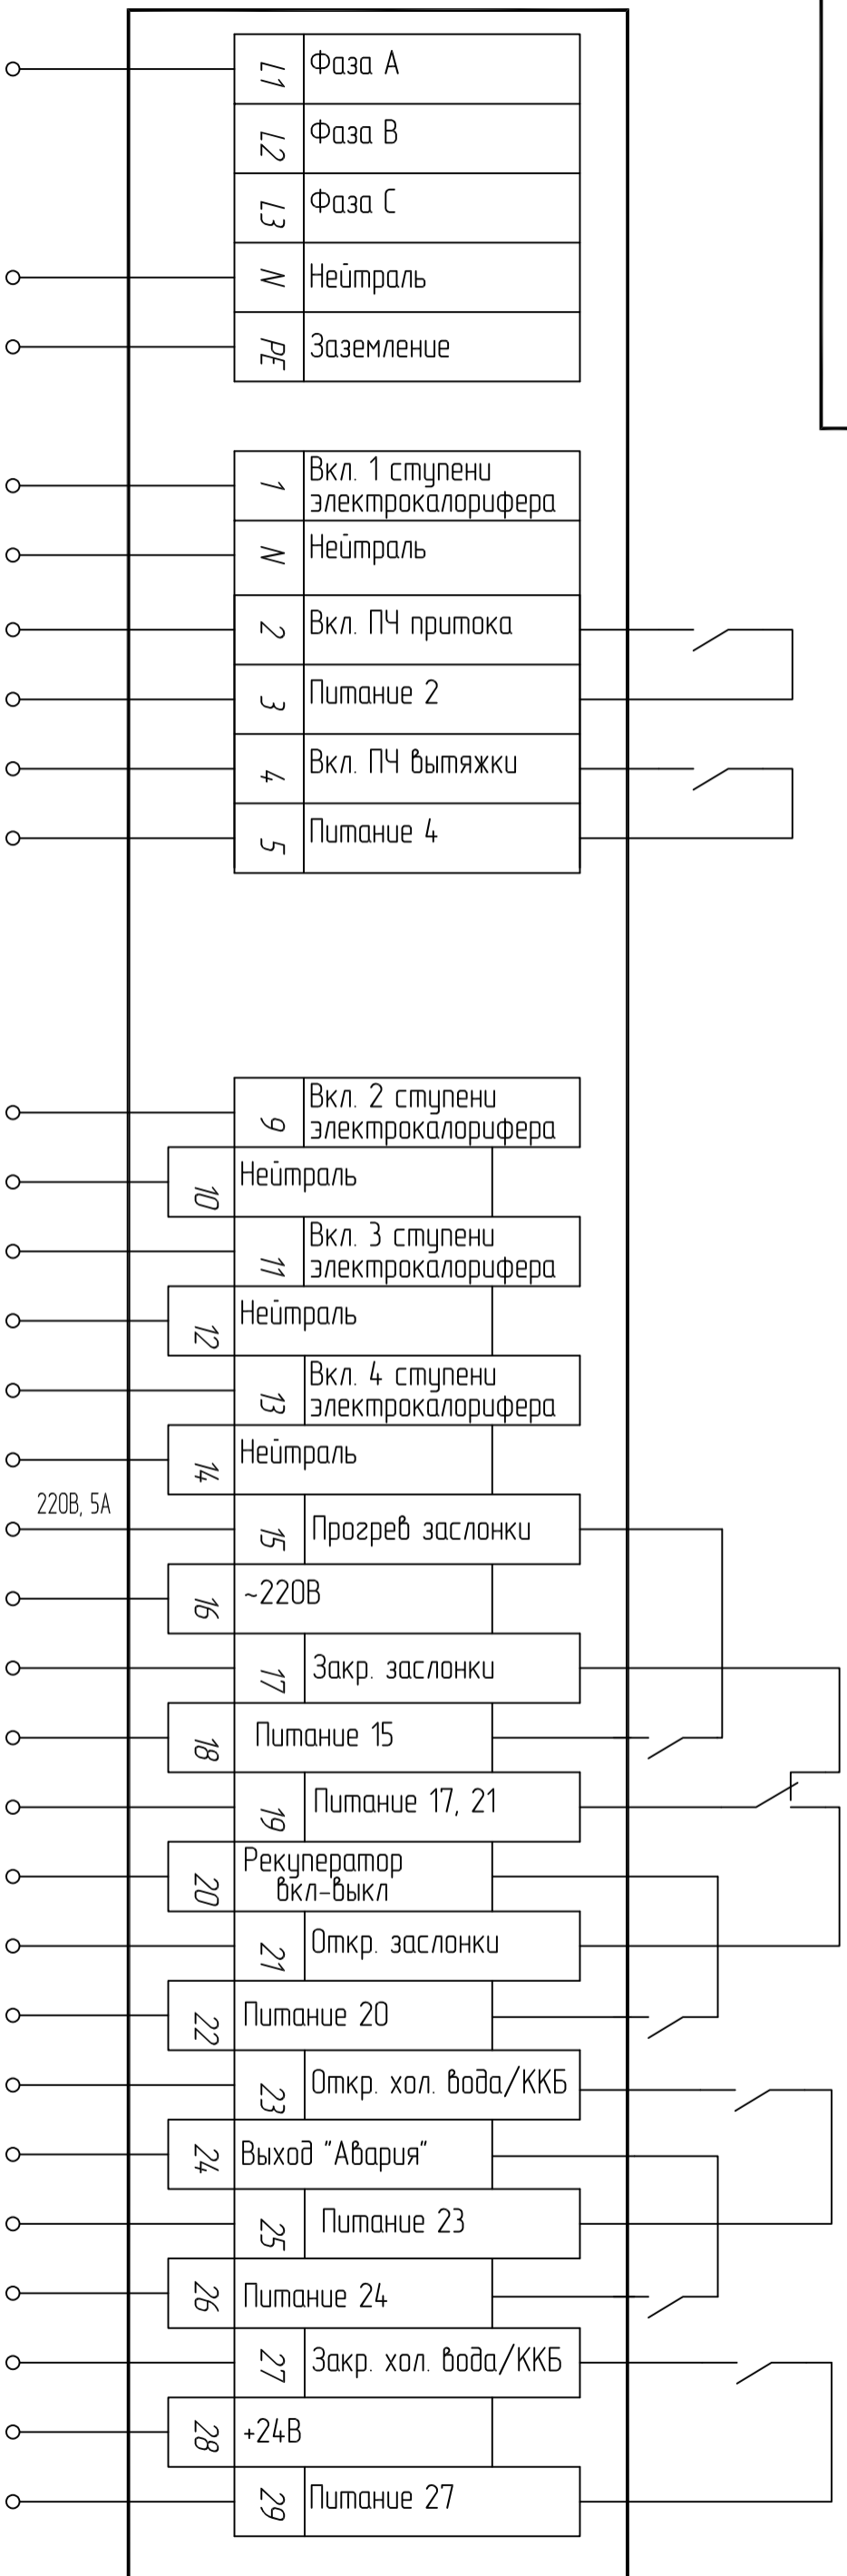 L1 Фаза А
L2 Фаза В
L3 Фаза С
N Нейтраль
PE Заземление
1 Вкл. 1 ступени
электрокалорифера
N Нейтраль
2 Вкл. ПЧ притока
3 Питание 2
4 Вкл. ПЧ вытяжки
5 Питание 4
9 Вкл. 2 ступени
электрокалорифера
10 Нейтраль
11 Вкл. 3 ступени
электрокалорифера
12 Нейтраль
13 Вкл. 4 ступени
электрокалорифера
14 Нейтраль
220В, 5А
15 Прогрев заслонки
16 ~220В
17 Закр. заслонки
18 Питание 15
19 Питание 17, 21
20 Рекуператор
вкл-выкл
21 Откр. заслонки
22 Питание 20
23 Откр. хол. вода/ККБ
24 Выход "Авария"
25 Питание 23
26 Питание 24
27 Закр. хол. вода/ККБ
28 +24В
29 Питание 27